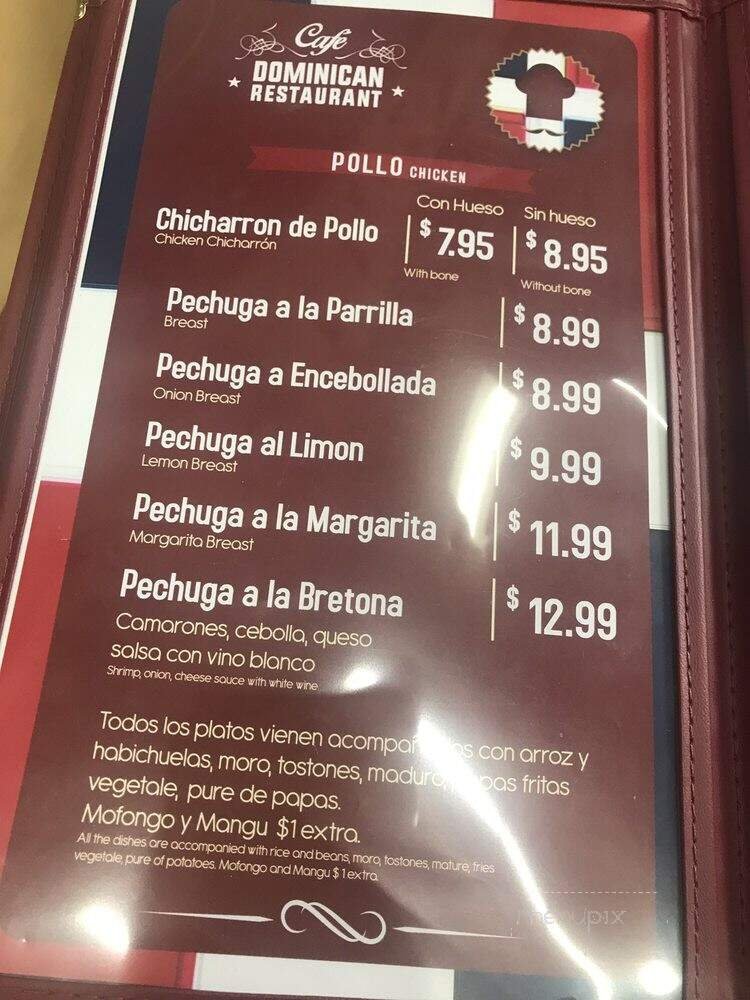 Cafe
DOMINICAN
RESTAURANT
POLLO CHICKEN
Con Hueso Sin hueso
Chicharron de Pollo $ 7.95 $ 8.95
Chicken Chicharrón With bone Without bone
Pechuga a la Parrilla $ 8.99
Breast
Pechuga a Encebollada $ 8.99
Onion Breast
Pechuga al Limon $ 9.99
Lemon Breast
Pechuga a la Margarita $ 11.99
Margarita Breast
Pechuga a la Bretona $ 12.99
Camarones, cebolla, queso
salsa con vino blanco
Shrimp, onion, cheese sauce with white wine
Todos los platos vienen con arroz y
habichuelas, moro, tostones, fritas
vegetale, pure de papas.
Mofongo y Mangu $1 extra.
All the dishes are accompanied with rice and beans, moro, tostones, mature, fries
vegetale, pure of potatoes. Mofongo and Mangu $1 extra
menupix